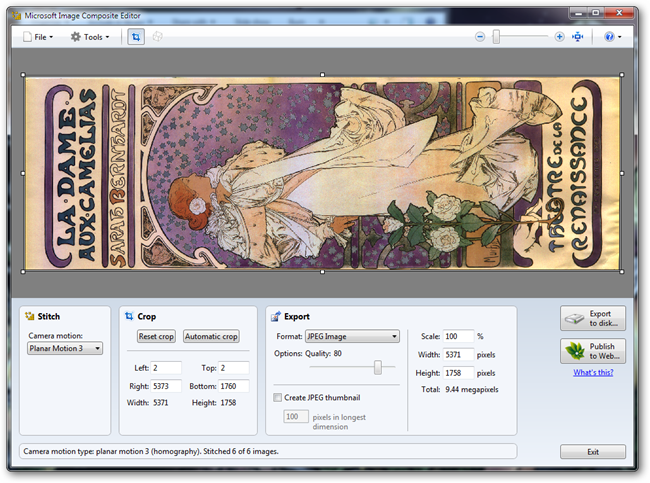 Microsoft Image Composite Editor
File
Tools
LA·DAME·
AUX·CAMELIAS
SARAH BERNHARDT
THÉATRE DE LA
RENAISSANCE
Stitch
Camera motion:
Planar Motion 3
Crop
Reset crop
Automatic crop
Left: 2
Top: 2
Right: 5373
Bottom: 1760
Width: 5371
Height: 1758
Export
Format: JPEG Image
Options: Quality: 80
Create JPEG thumbnail
100 pixels in longest
dimension
Scale: 100 %
Width: 5371 pixels
Height: 1758 pixels
Total: 9.44 megapixels
Export
to disk...
Publish
to Web...
What's this?
Camera motion type: planar motion 3 (homography). Stitched 6 of 6 images.
Exit